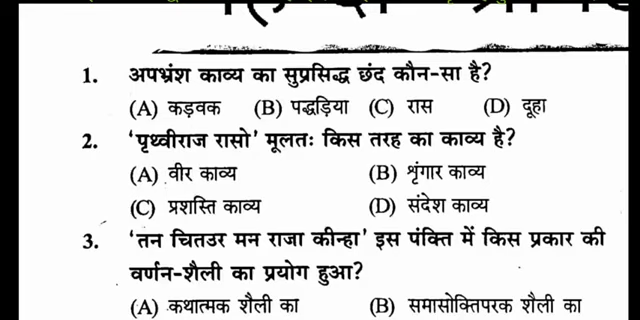 1. अपभ्रंश काव्य का सुप्रसिद्ध छंद कौन-सा है?
(A) कड़वक (B) पद्धड़िया (C) रास (D) दूहा
2. 'पृथ्वीराज रासो' मूलतः किस तरह का काव्य है?
(A) वीर काव्य (B) शृंगार काव्य
(C) प्रशस्ति काव्य (D) संदेश काव्य
3. 'तन चितउर मन राजा कीन्हा' इस पंक्ति में किस प्रकार की
वर्णन-शैली का प्रयोग हुआ?
(A) कथात्मक शैली का (B) समासोक्तिपरक शैली का